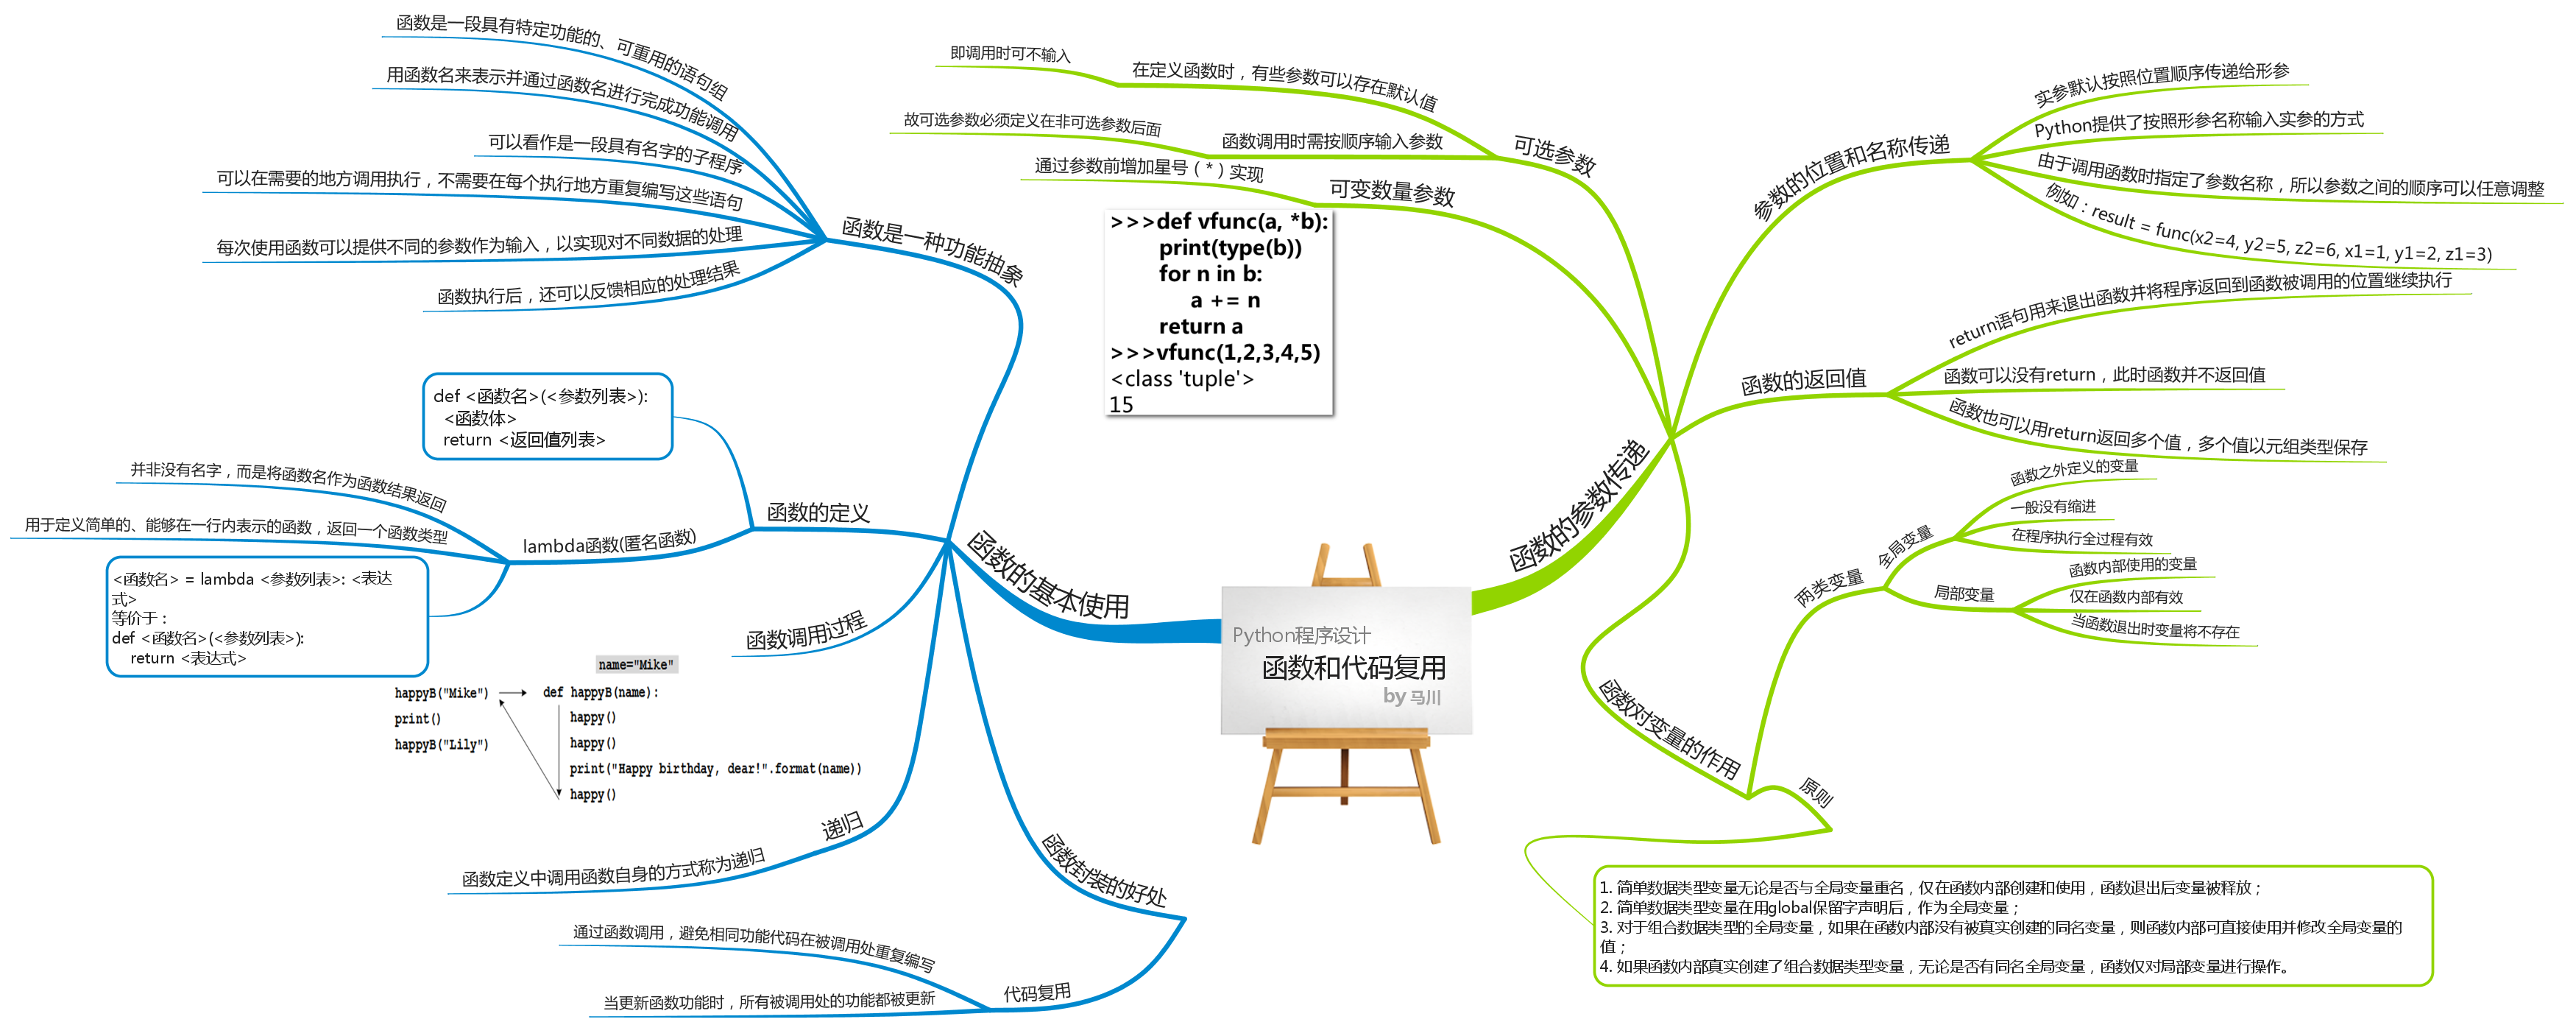 Python程序设计
函数和代码复用
by 马川
函数的基本使用
函数是一种功能抽象
函数是一段具有特定功能的、可重用的语句组
用函数名来表示并通过函数名进行完成功能调用
可以看作是一段具有名字的子程序
可以在需要的地方调用执行，不需要在每个执行地方重复编写这些语句
每次使用函数可以提供不同的参数作为输入，以实现对不同数据的处理
函数执行后，还可以反馈相应的处理结果
函数的定义
def <函数名>(<参数列表>):
<函数体>
return <返回值列表>
lambda函数(匿名函数)
并非没有名字，而是将函数名作为函数结果返回
用于定义简单的、能够在一行内表示的函数，返回一个函数类型
<函数名> = lambda <参数列表>: <表达
式>
等价于：
def <函数名>(<参数列表>):
return <表达式>
函数调用过程
name="Mike"
happyB("Mike")
print()
happyB("Lily")
def happyB(name):
happy()
happy()
print("Happy birthday, dear!".format(name))
happy()
递归
函数定义中调用函数自身的方式称为递归
函数封装的好处
代码复用
通过函数调用，避免相同功能代码在被调用处重复编写
当更新函数功能时，所有被调用处的功能都被更新
函数的参数传递
可选参数
在定义函数时，有些参数可以存在默认值
即调用时可不输入
函数调用时需按顺序输入参数
故可选参数必须定义在非可选参数后面
可变数量参数
通过参数前增加星号（*）实现
>>>def vfunc(a, *b):
print(type(b))
for n in b:
a += n
return a
>>>vfunc(1,2,3,4,5)
<class 'tuple'>
15
参数的位置和名称传递
实参默认按照位置顺序传递给形参
Python提供了按照形参名称输入实参的方式
由于调用函数时指定了参数名称，所以参数之间的顺序可以任意调整
例如：result = func(x2=4, y2=5, z2=6, x1=1, y1=2, z1=3)
函数的返回值
return语句用来退出函数并将程序返回到函数被调用的位置继续执行
函数可以没有return，此时函数并不返回值
函数也可以用return返回多个值，多个值以元组类型保存
函数对变量的作用
两类变量
全局变量
函数之外定义的变量
一般没有缩进
在程序执行全过程有效
局部变量
函数内部使用的变量
仅在函数内部有效
当函数退出时变量将不存在
原则
1. 简单数据类型变量无论是否与全局变量重名，仅在函数内部创建和使用，函数退出后变量被释放；
2. 简单数据类型变量在用global保留字声明后，作为全局变量；
3. 对于组合数据类型的全局变量，如果在函数内部没有被真实创建的同名变量，则函数内部可直接使用并修改全局变量的
值；
4. 如果函数内部真实创建了组合数据类型变量，无论是否有同名全局变量，函数仅对局部变量进行操作。